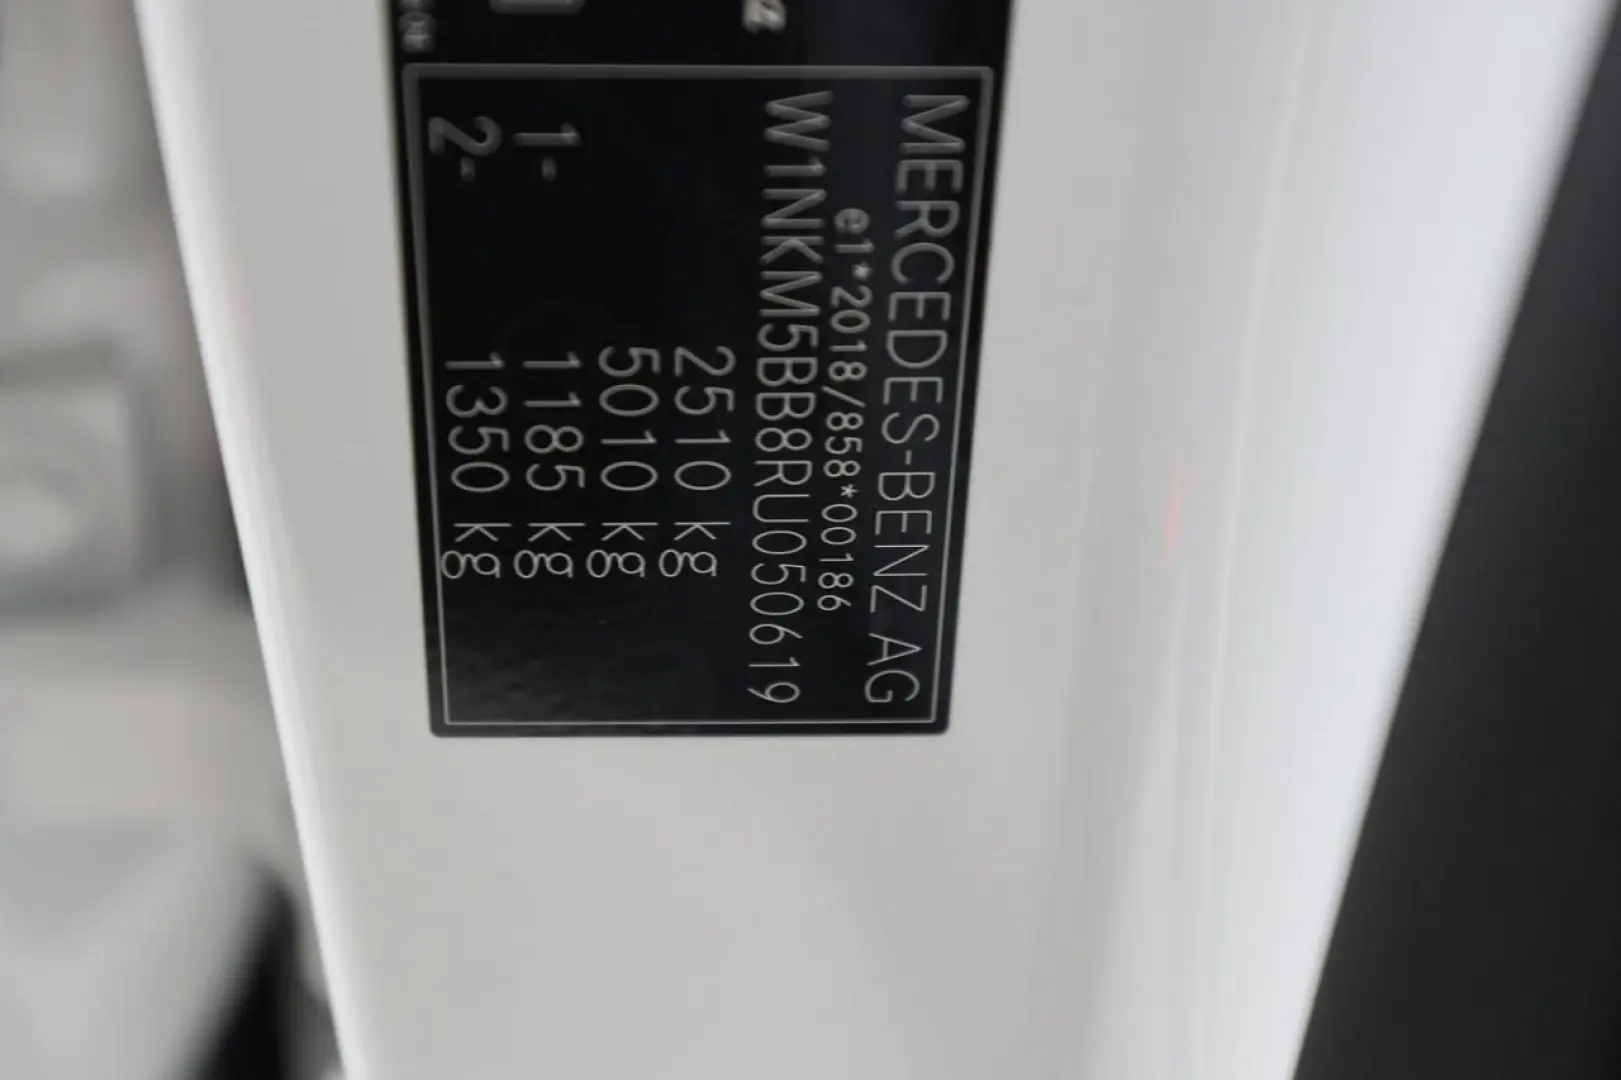 MERCEDES-BENZ AG
e1*2018/858*00186
W1NKM5BB8RU050619
2510 kg
5010 kg
1- 1185 kg
2- 1350 kg